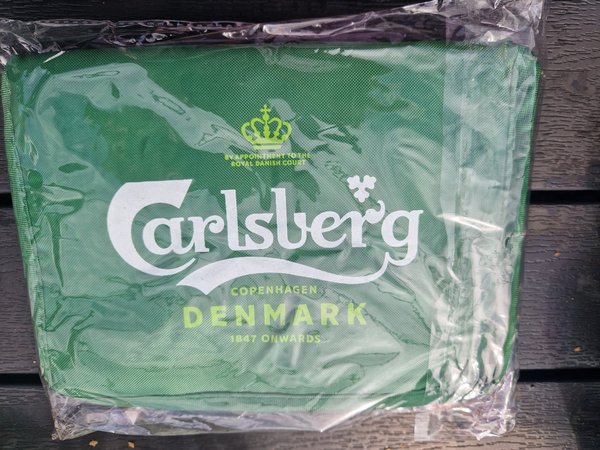 BY APPOINTMENT TO THE
ROYAL DANISH COURT
Carlsberg
COPENHAGEN
DENMARK
1847 ONWARDS